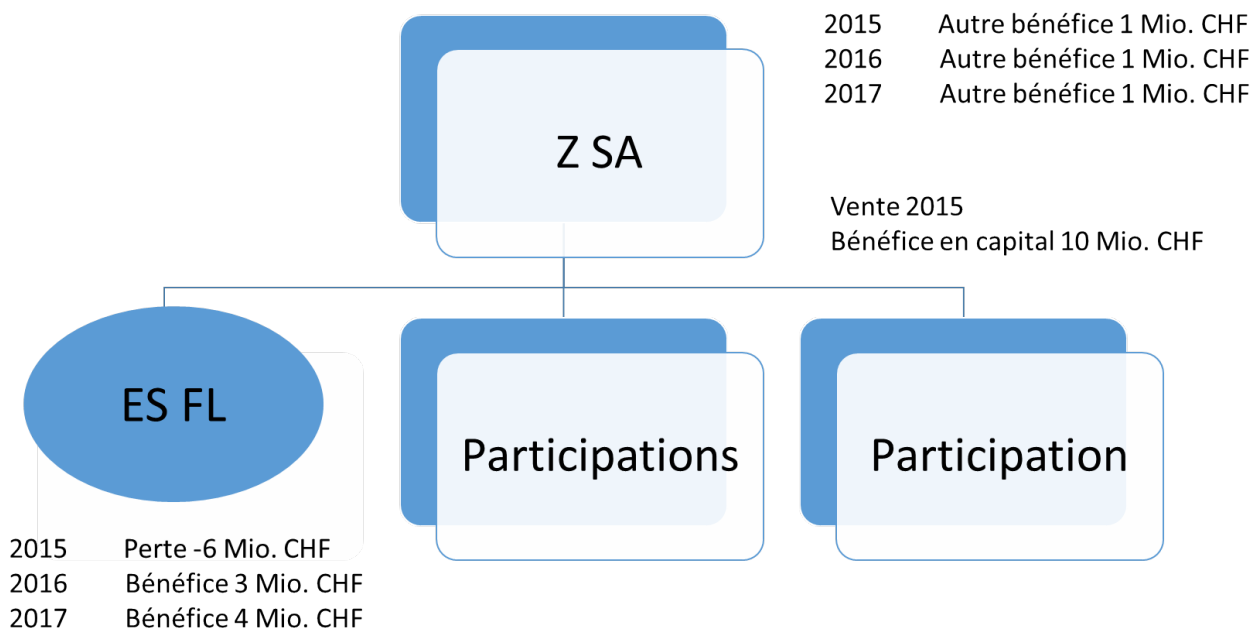 2015 Autre bénéfice 1 Mio. CHF
2016 Autre bénéfice 1 Mio. CHF
2017 Autre bénéfice 1 Mio. CHF
Z SA
Vente 2015
Bénéfice en capital 10 Mio. CHF
ES FL
Participations
Participation
2015 Perte -6 Mio. CHF
2016 Bénéfice 3 Mio. CHF
2017 Bénéfice 4 Mio. CHF